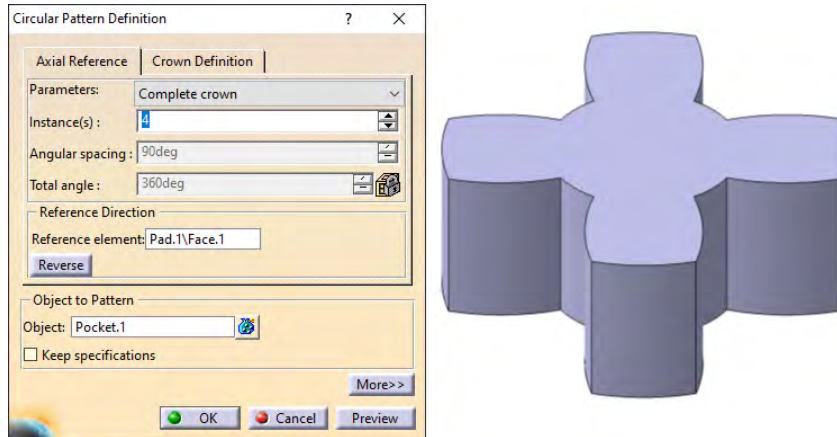 Circular Pattern Definition ? X
Axial Reference Crown Definition
Parameters: Complete crown
Instance(s) : 4
Angular spacing : 90deg
Total angle : 360deg
Reference Direction
Reference element: Pad.1\Face.1
Reverse
Object to Pattern
Object: Pocket.1
Keep specifications
More>>
OK Cancel Preview